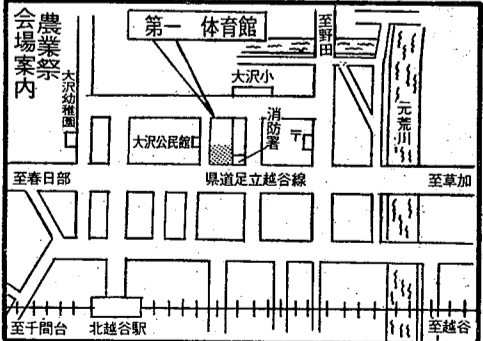 農業祭
会場案内
第一 体育館
至野田
大沢幼稚園
大沢小
元荒川
大沢公民館
消防署
〒
至春日部
県道足立越谷線
至草加
至千間台
北越谷駅
至越谷